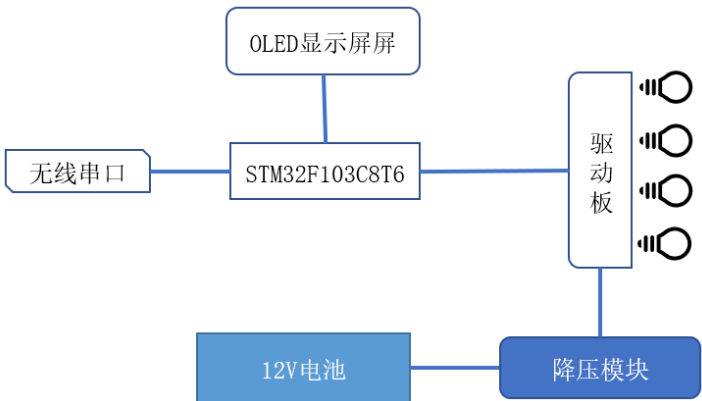 OLED显示屏屏
无线串口
STM32F103C8T6
驱动板
12V电池
降压模块